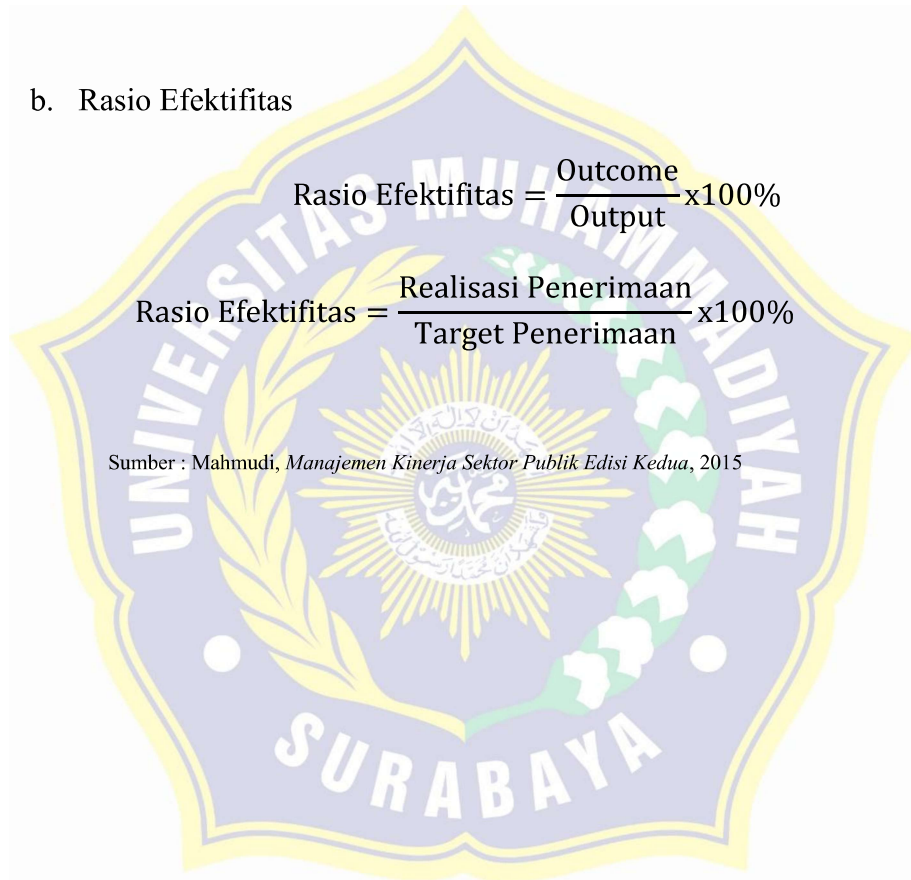 b. Rasio Efektifitas
Rasio Efektifitas = Outcome / Output x100%
Rasio Efektifitas = Realisasi Penerimaan / Target Penerimaan x100%
Sumber : Mahmudi, Manajemen Kinerja Sektor Publik Edisi Kedua, 2015
UNIVERSITAS MUHAMMADIYAH
محمد
SURABAYA